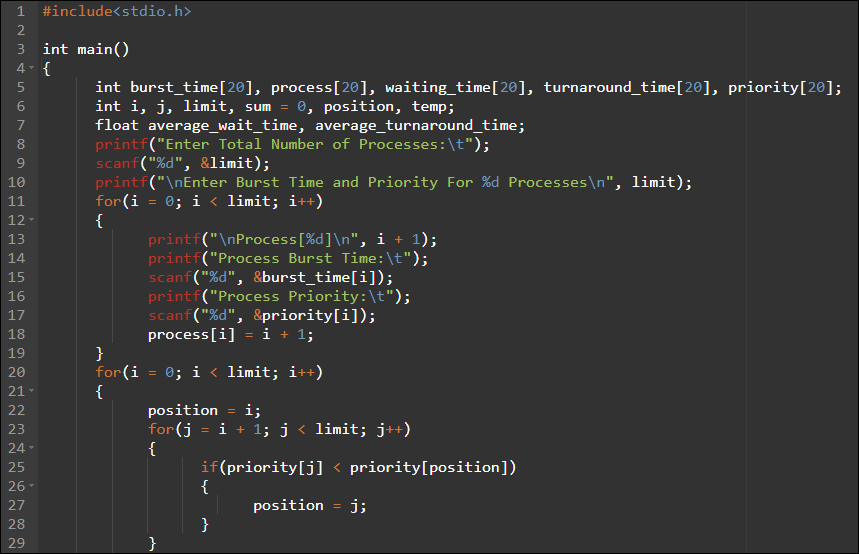 1 #include<stdio.h>
2
3 int main()
4 {
5 int burst_time[20], process[20], waiting_time[20], turnaround_time[20], priority[20];
6 int i, j, limit, sum = 0, position, temp;
7 float average_wait_time, average_turnaround_time;
8 printf("Enter Total Number of Processes:\t");
9 scanf("%d", &limit);
10 printf("\nEnter Burst Time and Priority For %d Processes\n", limit);
11 for(i = 0; i < limit; i++)
12 {
13 printf("\nProcess[%d]\n", i + 1);
14 printf("Process Burst Time:\t");
15 scanf("%d", &burst_time[i]);
16 printf("Process Priority:\t");
17 scanf("%d", &priority[i]);
18 process[i] = i + 1;
19 }
20 for(i = 0; i < limit; i++)
21 {
22 position = i;
23 for(j = i + 1; j < limit; j++)
24 {
25 if(priority[j] < priority[position])
26 {
27 position = j;
28 }
29 }